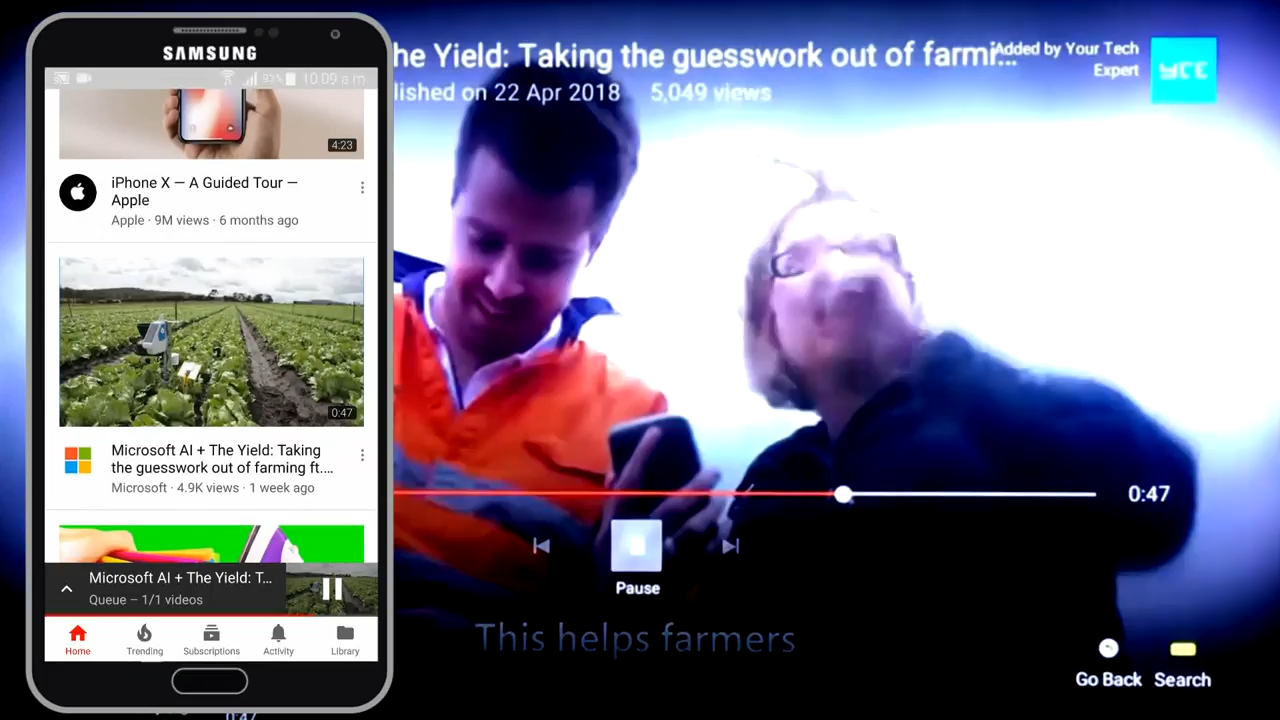 SAMSUNG
93% 10:09 a m
4:23
iPhone X — A Guided Tour —
Apple
Apple · 9M views · 6 months ago
0:47
Microsoft AI + The Yield: Taking
the guesswork out of farming ft....
Microsoft · 4.9K views · 1 week ago
Microsoft AI + The Yield: T...
Queue – 1/1 videos
Home
Trending
Subscriptions
Activity
Library
he Yield: Taking the guesswork out of farmi...
lished on 22 Apr 2018 5,049 views
Added by Your Tech
Expert
YTE
0:47
Pause
This helps farmers
Go Back
Search
0:47